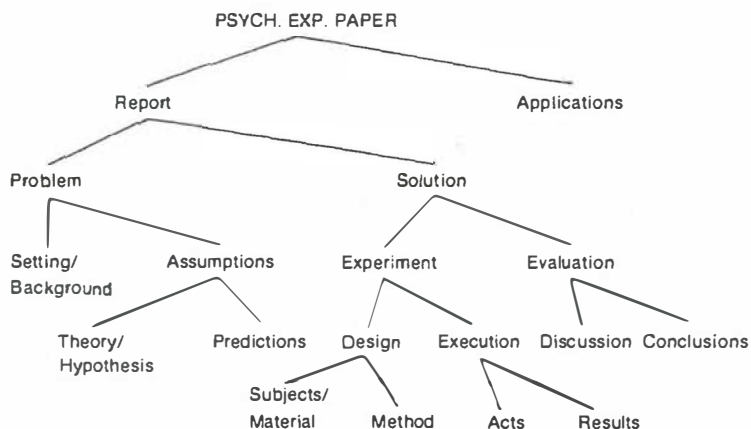 PSYCH. EXP. PAPER
Report Applications
Problem Solution
Setting/ Assumptions Experiment Evaluation
Background
Theory/ Predictions Design Execution Discussion Conclusions
Hypothesis
Subjects/
Material Method Acts Results